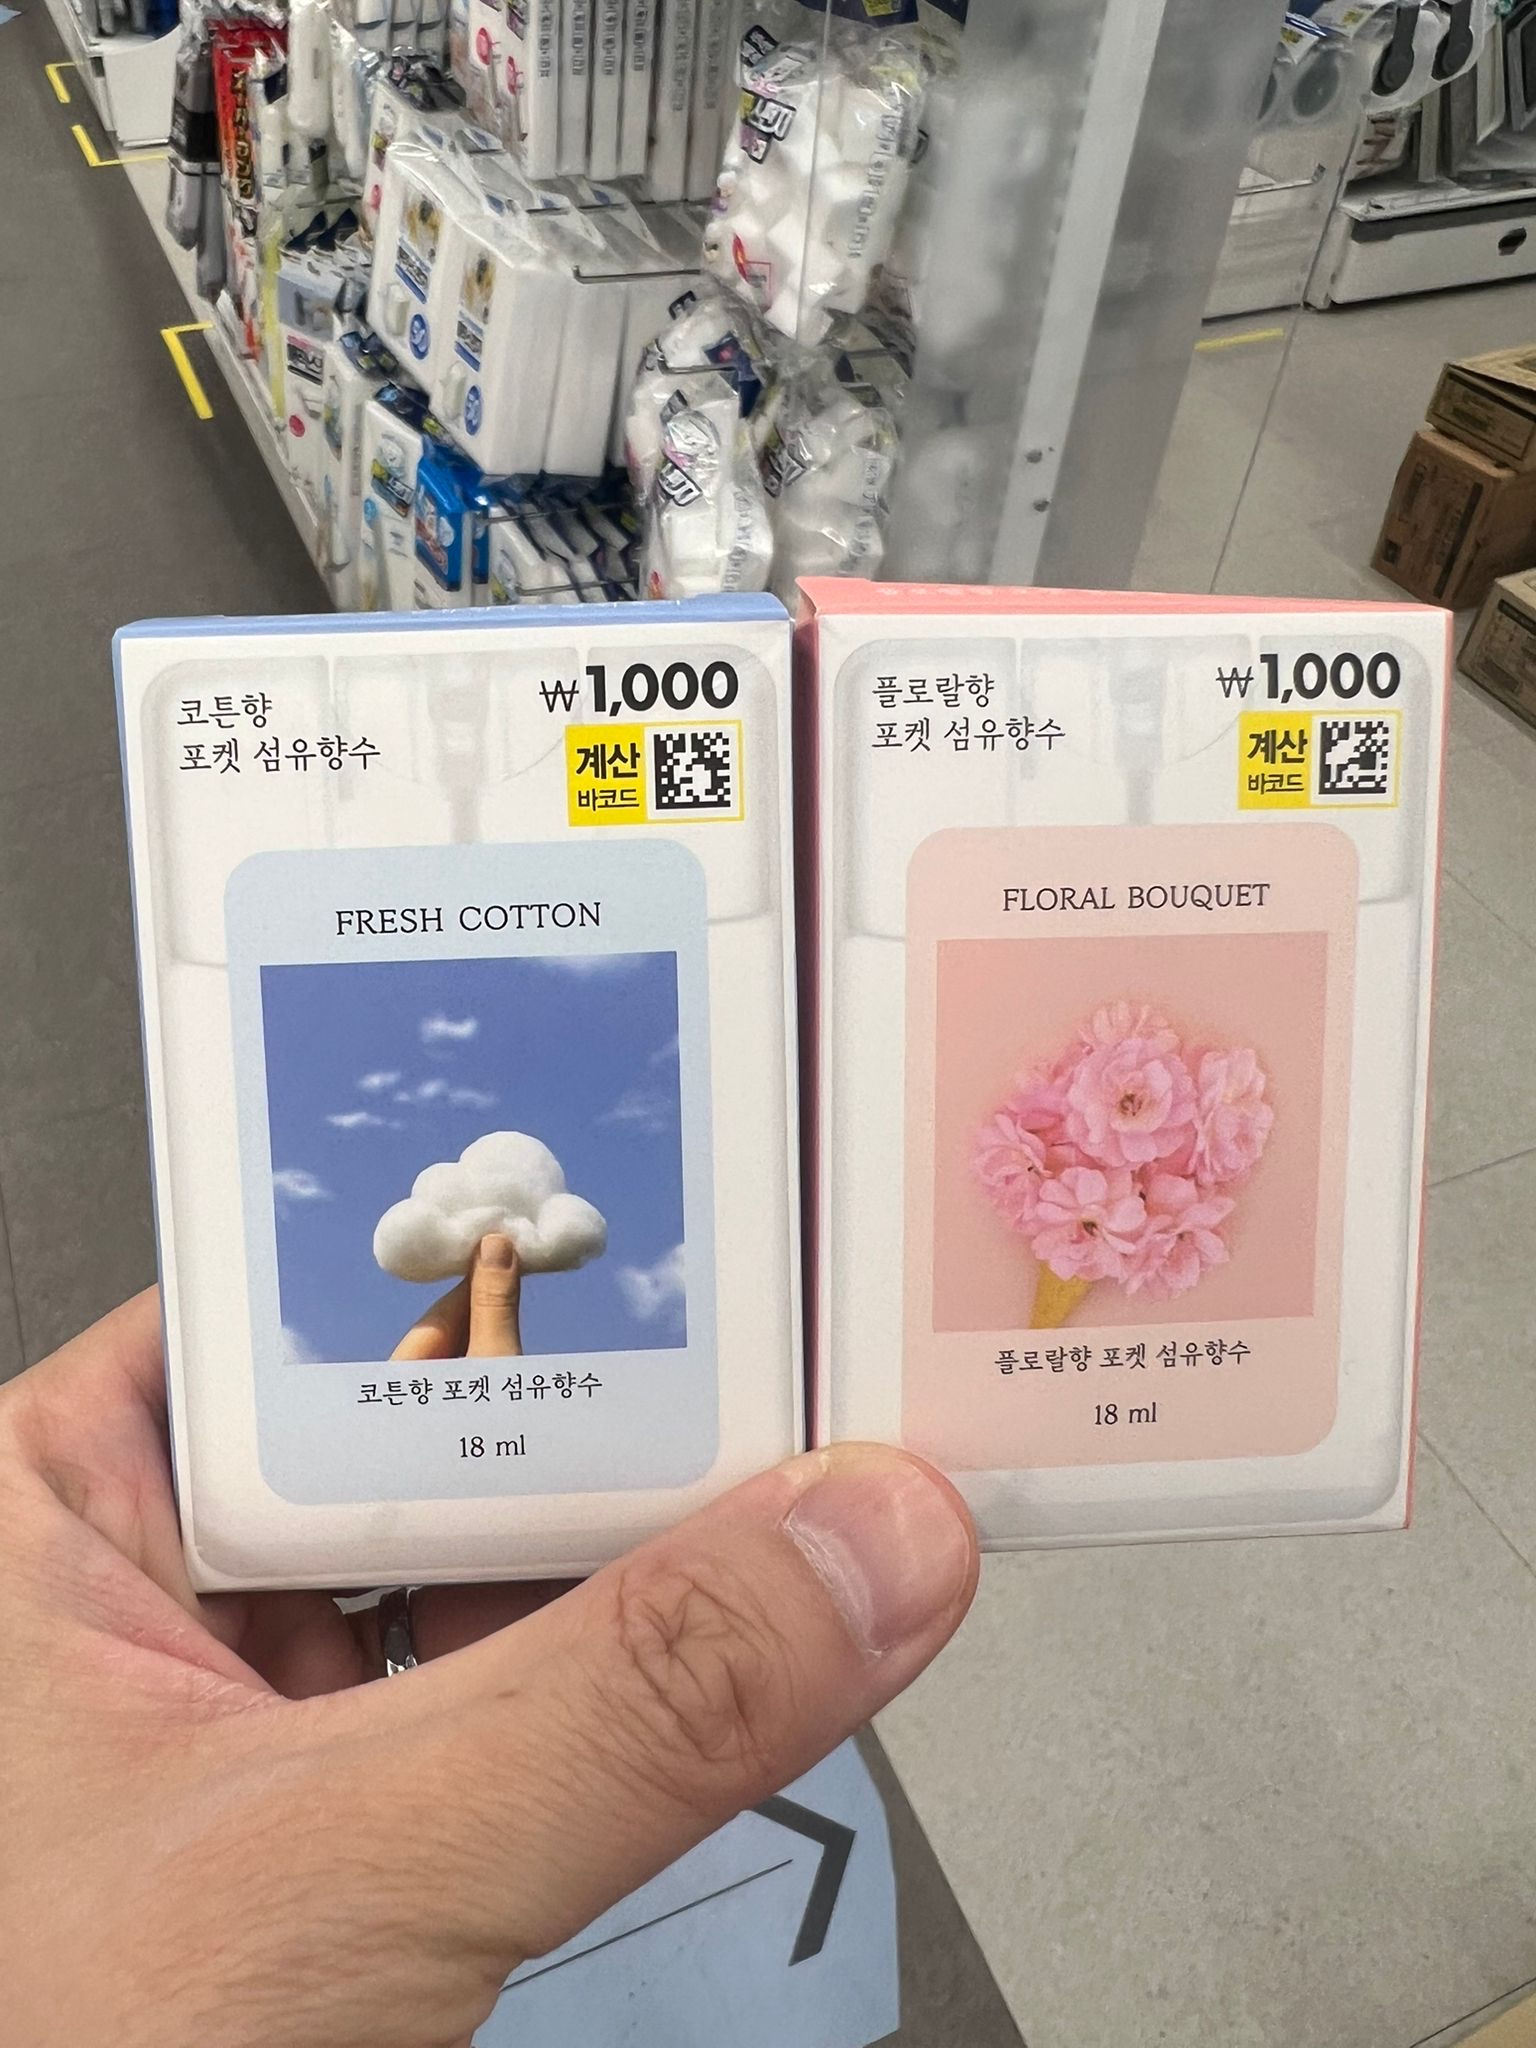 코튼향
포켓 섬유향수
₩1,000
계산
바코드
FRESH COTTON
코튼향 포켓 섬유향수
18 ml
플로랄향
포켓 섬유향수
₩1,000
계산
바코드
FLORAL BOUQUET
플로랄향 포켓 섬유향수
18 ml